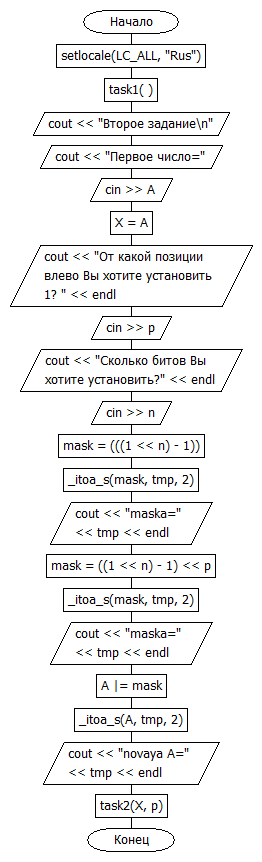 Начало
setlocale(LC_ALL, "Rus")
task1( )
cout << "Второе задание\n"
cout << "Первое число="
cin >> A
X = A
cout << "От какой позиции
влево Вы хотите установить
1? " << endl
cin >> p
cout << "Сколько битов Вы
хотите установить?" << endl
cin >> n
mask = (((1 << n) - 1))
_itoa_s(mask, tmp, 2)
cout << "maska="
<< tmp << endl
mask = ((1 << n) - 1) << p
_itoa_s(mask, tmp, 2)
cout << "maska="
<< tmp << endl
A |= mask
_itoa_s(A, tmp, 2)
cout << "novaya A="
<< tmp << endl
task2(X, p)
Конец